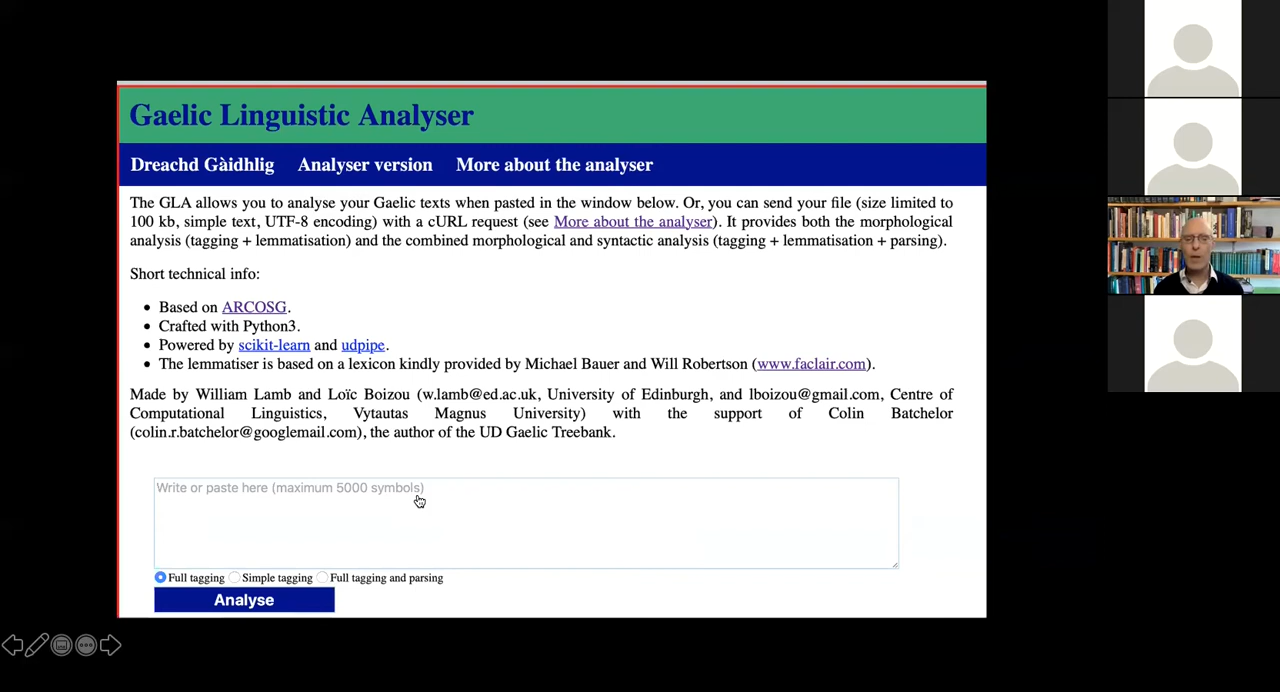 Gaelic Linguistic Analyser
Dreachd Gàidhlig Analyser version More about the analyser
The GLA allows you to analyse your Gaelic texts when pasted in the window below. Or, you can send your file (size limited to
100 kb, simple text, UTF-8 encoding) with a cURL request (see More about the analyser). It provides both the morphological
analysis (tagging + lemmatisation) and the combined morphological and syntactic analysis (tagging + lemmatisation + parsing).
Short technical info:
• Based on ARCOSG.
• Crafted with Python3.
• Powered by scikit-learn and udpipe.
• The lemmatiser is based on a lexicon kindly provided by Michael Bauer and Will Robertson (www.faclair.com).
Made by William Lamb and Loïc Boizou (w.lamb@ed.ac.uk, University of Edinburgh, and lboizou@gmail.com, Centre of
Computational Linguistics, Vytautas Magnus University) with the support of Colin Batchelor
(colin.r.batchelor@googlemail.com), the author of the UD Gaelic Treebank.
Write or paste here (maximum 5000 symbols)
Full tagging Simple tagging Full tagging and parsing
Analyse